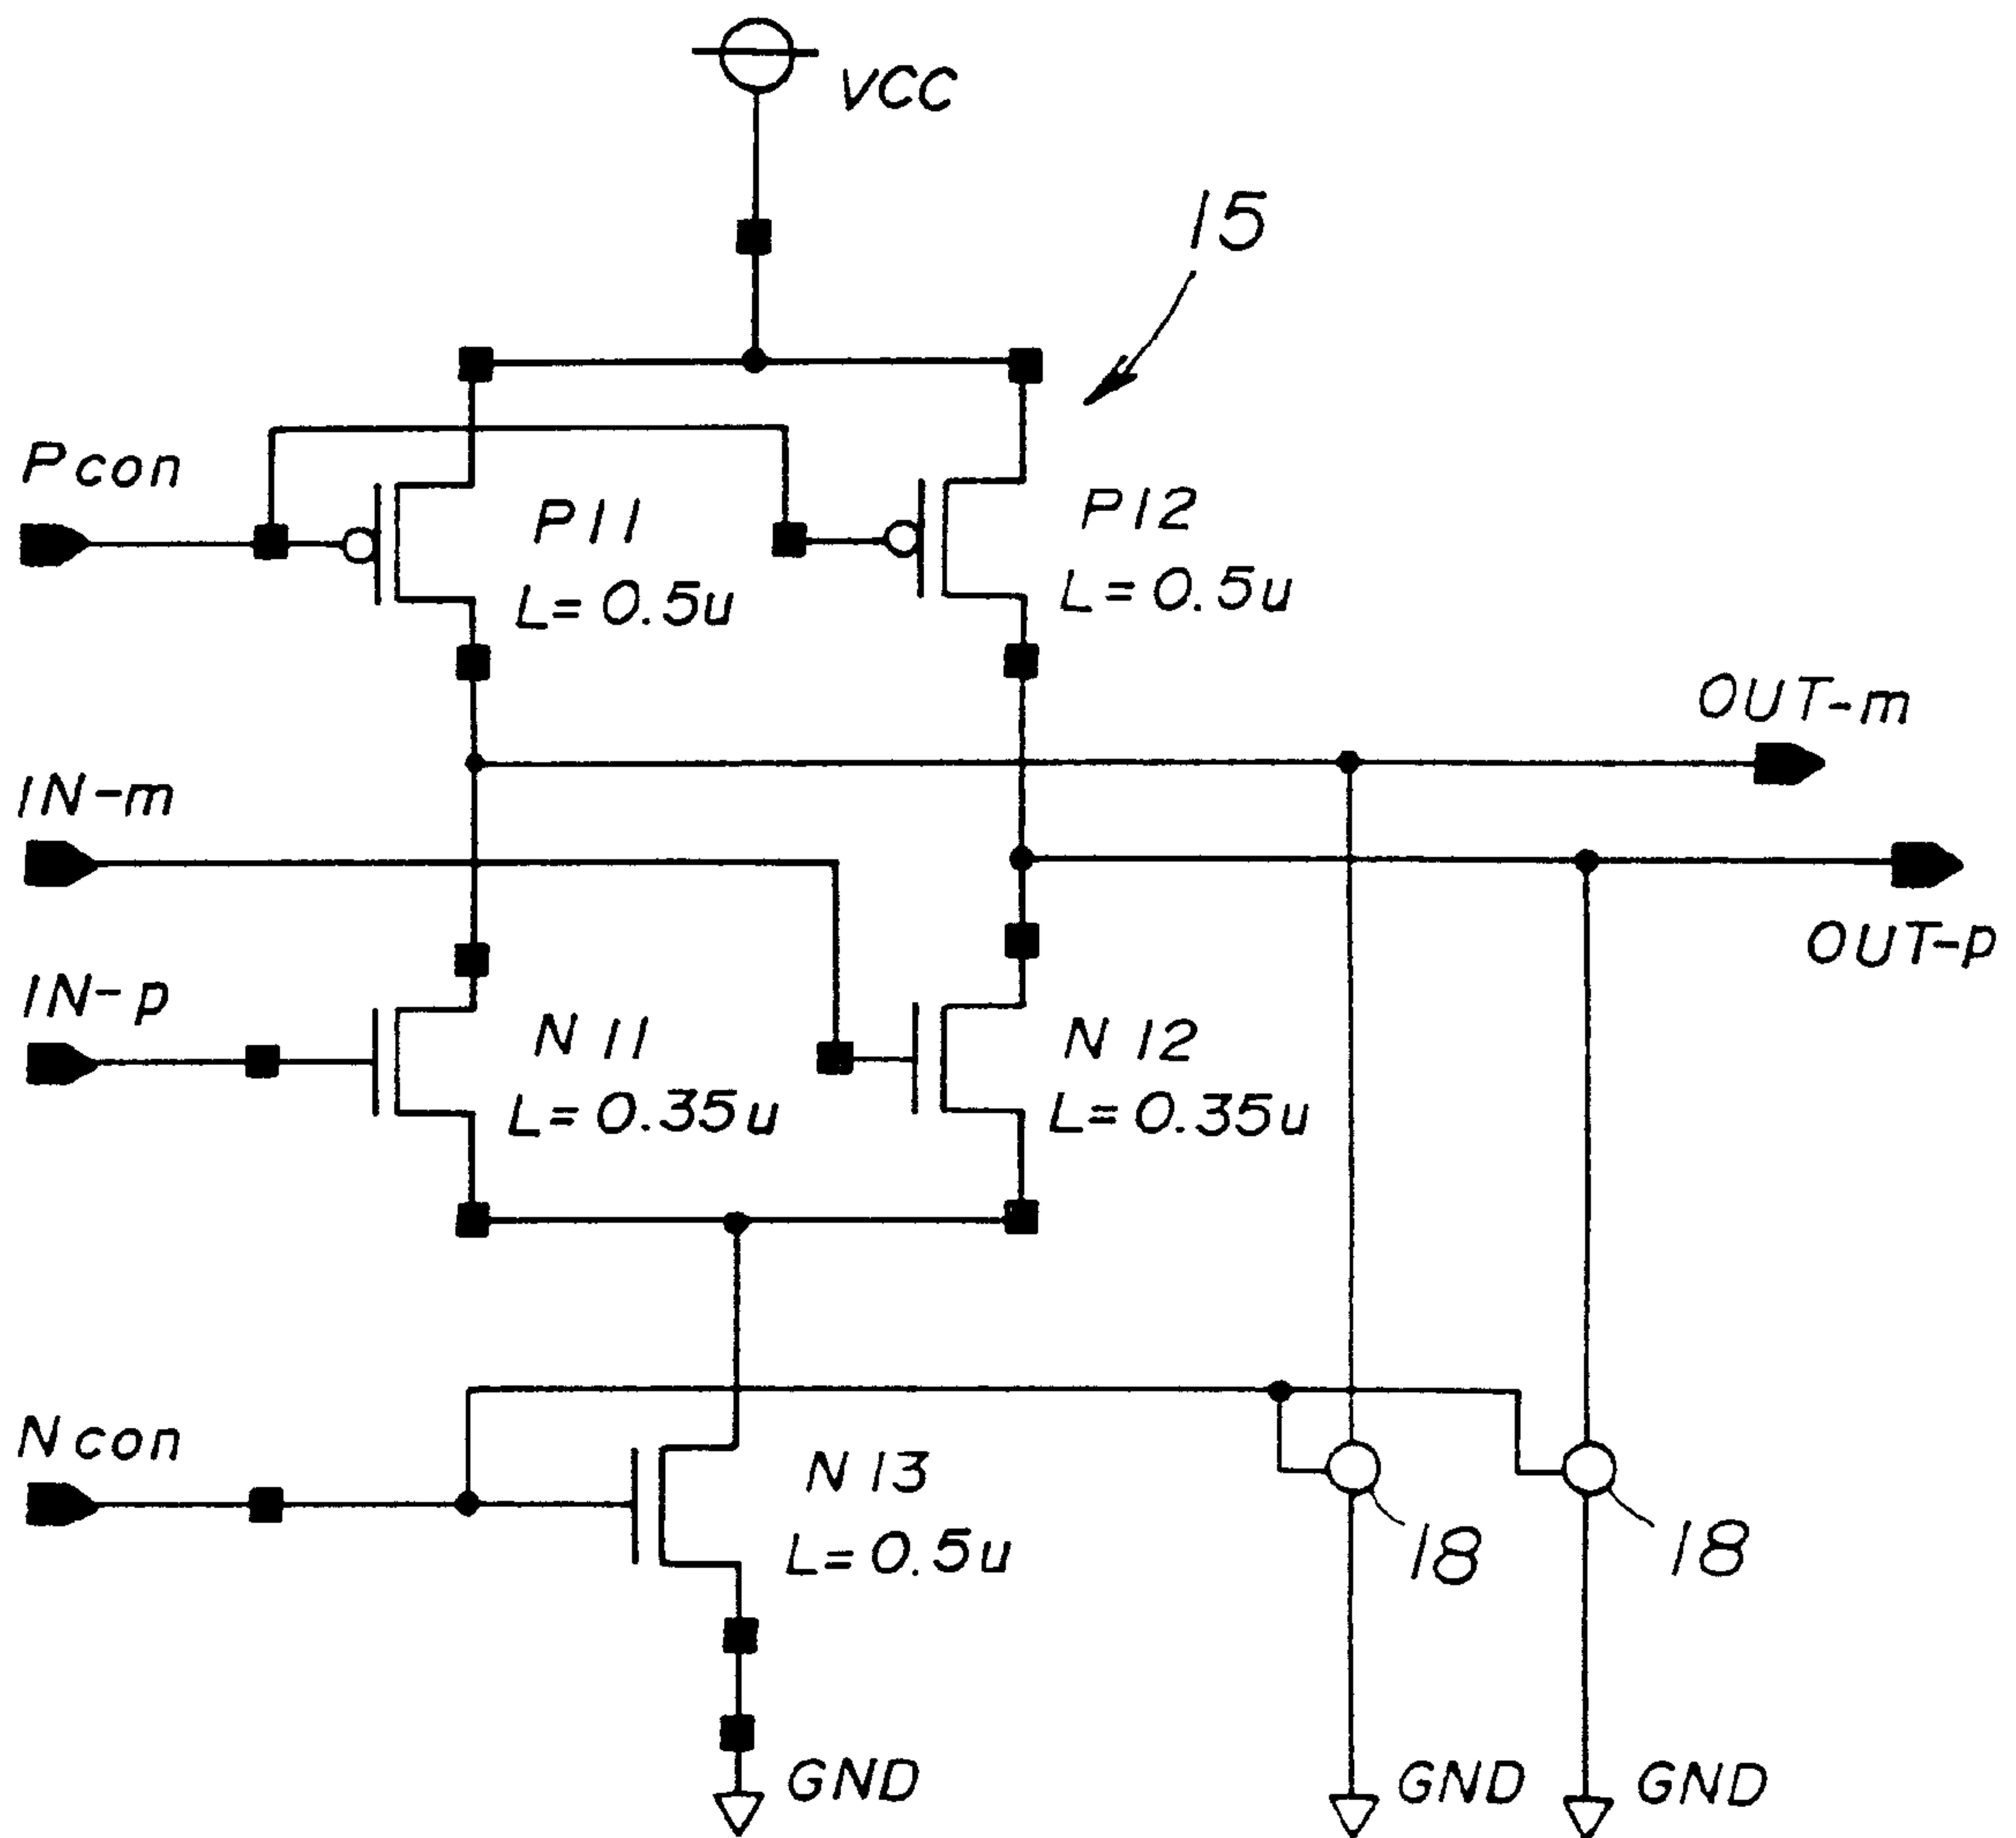 VCC
15
Pcon
P11
L=0.5u
P12
L=0.5u
OUT-m
IN-m
OUT-p
IN-p
N11
L=0.35u
N12
L=0.35u
Ncon
N13
L=0.5u
18
18
GND
GND
GND